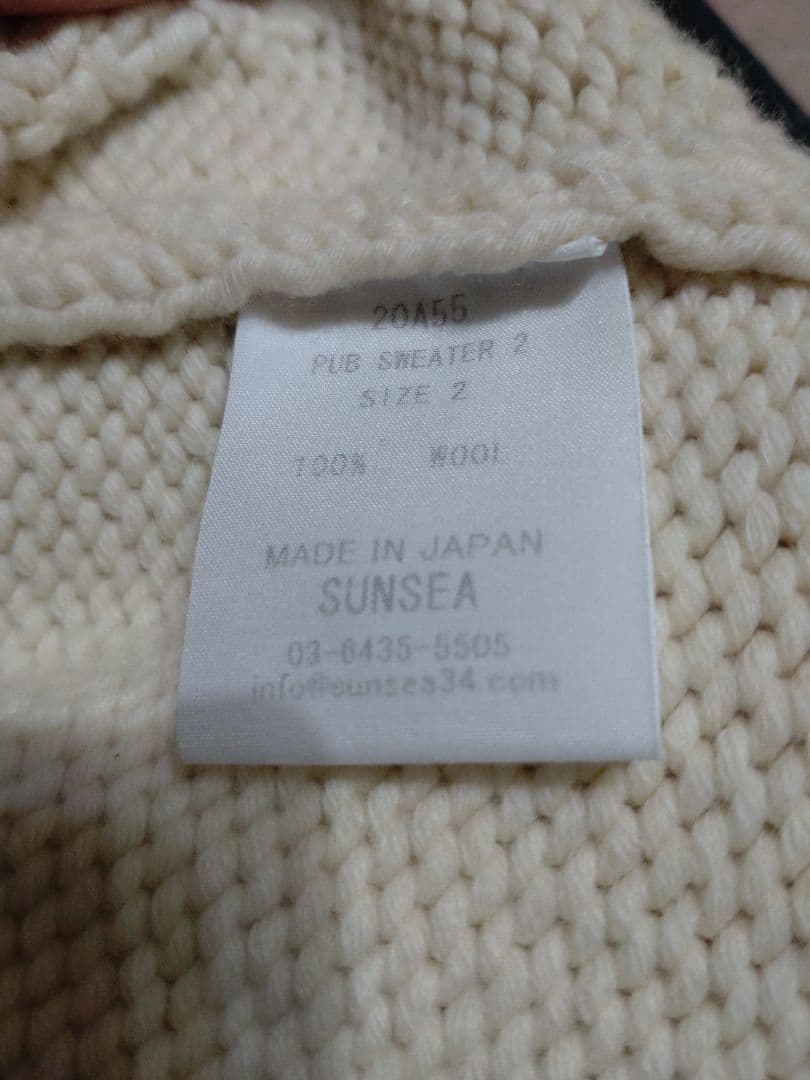 20A55
PUB SWEATER 2
SIZE 2
100% WOOL
MADE IN JAPAN
SUNSEA
03-6435-5505
info@sunsea34.com